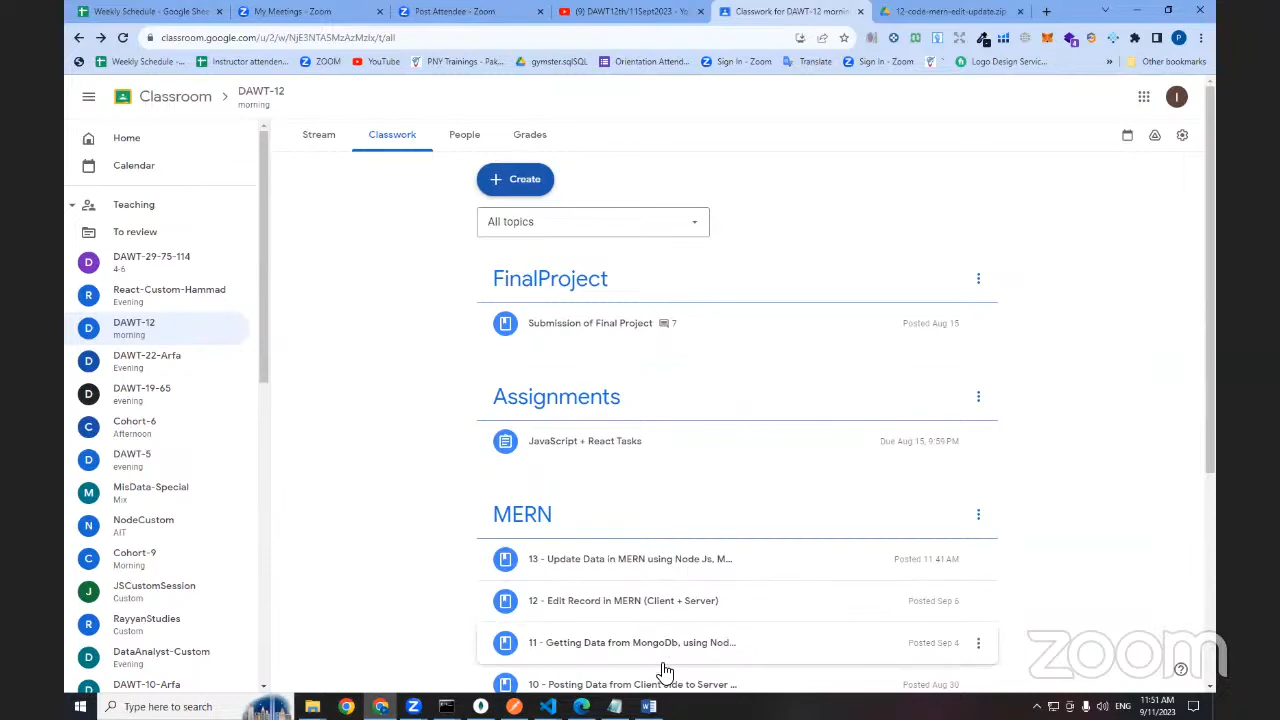 Weekly Schedule - Google Shee
My Meetings - Zoom
Post Attendee - Zoom
(9) DAWT12th/11Sept2023 - Yo
Classwork for DAWT-12 mornin
12-code-mern-edit-update.zip
classroom.google.com/u/2/w/NjE3NTA5MzAzMzIx/t/all
Weekly Schedule -...
Instructor attenden...
ZOOM
YouTube
PNY Trainings - Pak...
gymster.sqlSQL
Orientation Attend...
Sign In - Zoom
Translate
Sign In - Zoom
Logo Design Servic...
»
Other bookmarks
Classroom
>
DAWT-12
morning
I
Stream
Classwork
People
Grades
Home
Calendar
Teaching
To review
D
DAWT-29-75-114
4-6
R
React-Custom-Hammad
Evening
D
DAWT-12
morning
D
DAWT-22-Arfa
Evening
D
DAWT-19-65
evening
C
Cohort-6
Afternoon
D
DAWT-5
evening
M
MisData-Special
Mix
N
NodeCustom
AIT
C
Cohort-9
Morning
J
JSCustomSession
Custom
R
RayyanStudies
Custom
D
DataAnalyst-Custom
Evening
D
DAWT-10-Arfa
+ Create
All topics
FinalProject
Submission of Final Project 7
Posted Aug 15
Assignments
JavaScript + React Tasks
Due Aug 15, 9:59 PM
MERN
13 - Update Data in MERN using Node Js, M...
Posted 11:41 AM
12 - Edit Record in MERN (Client + Server)
Posted Sep 6
11 - Getting Data from MongoDb, using Nod...
Posted Sep 4
10 - Posting Data from Client side to Server ...
Posted Aug 30
zoom
Type here to search
ENG
11:51 AM
9/11/2023